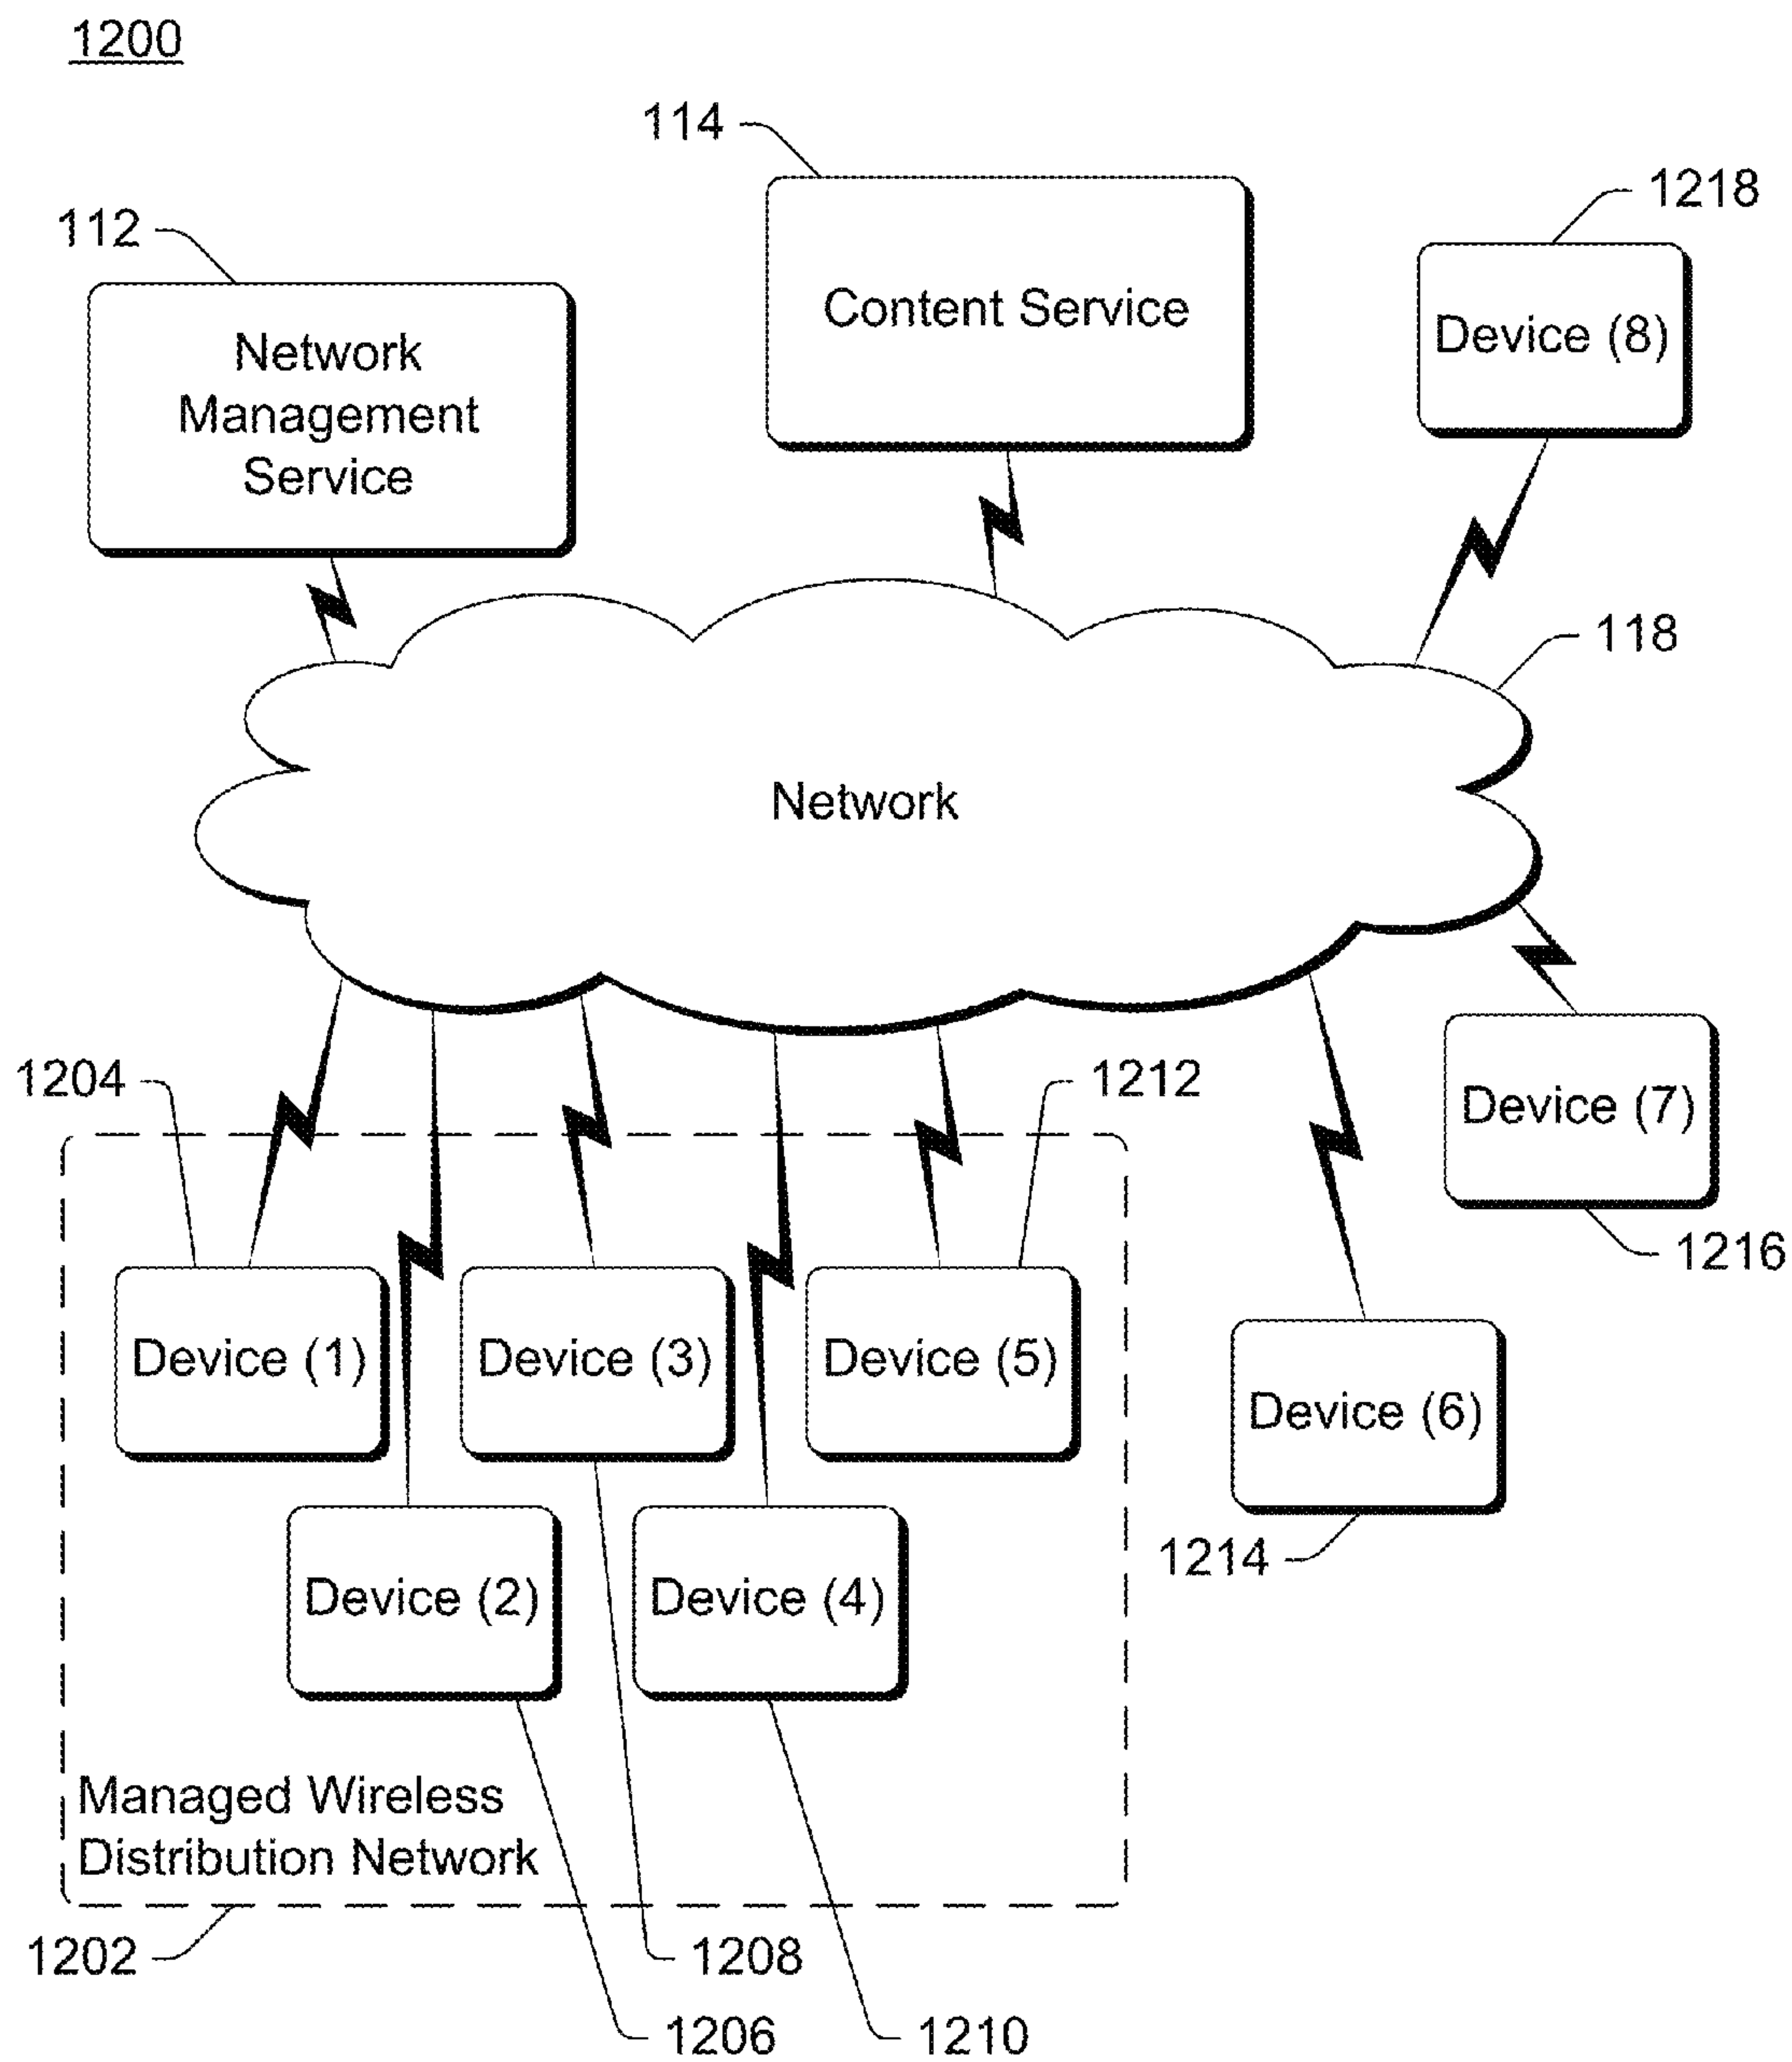 1200
114
1218
112
Content Service
Device (8)
Network
Management
Service
118
Network
1204
1212
Device (7)
1216
Device (1)
Device (3)
Device (5)
Device (6)
1214
Device (2)
Device (4)
Managed Wireless
Distribution Network
1202
1208
1206
1210